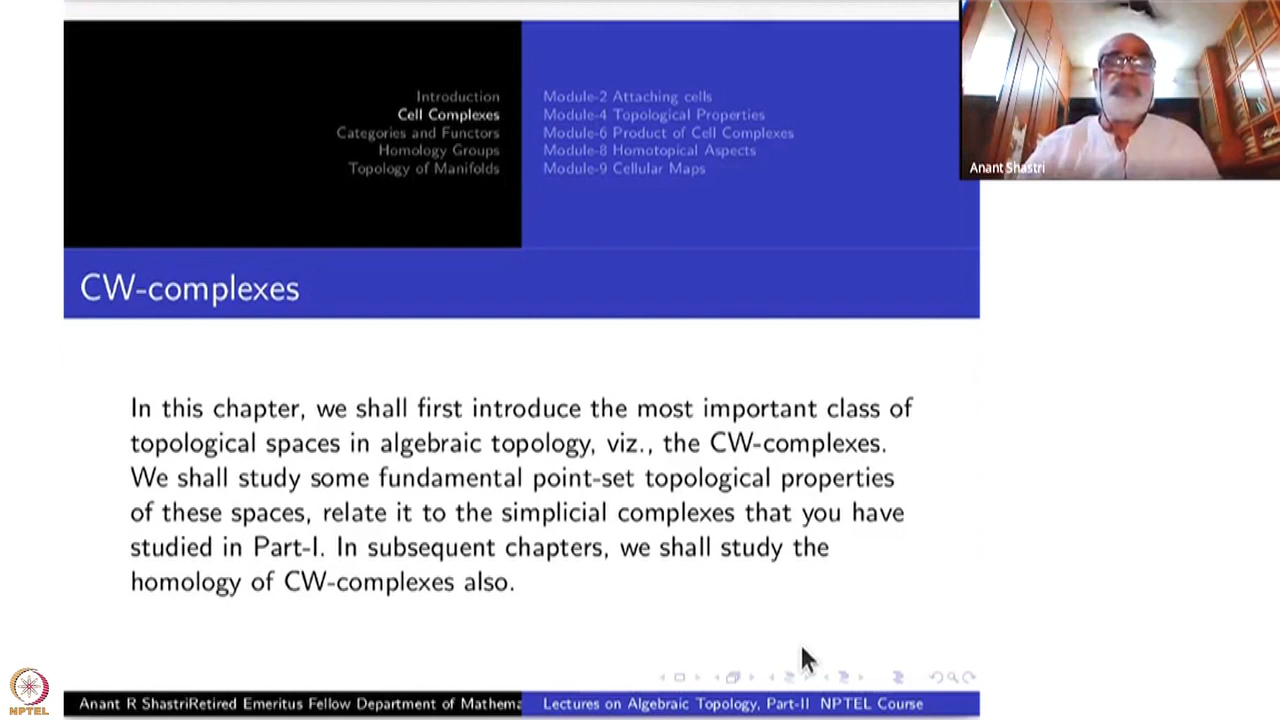 Introduction
Cell Complexes
Categories and Functors
Homology Groups
Topology of Manifolds
Module-2 Attaching cells
Module-4 Topological Properties
Module-6 Product of Cell Complexes
Module-8 Homotopical Aspects
Module-9 Cellular Maps
Anant Shastri
CW-complexes
In this chapter, we shall first introduce the most important class of
topological spaces in algebraic topology, viz., the CW-complexes.
We shall study some fundamental point-set topological properties
of these spaces, relate it to the simplicial complexes that you have
studied in Part-I. In subsequent chapters, we shall study the
homology of CW-complexes also.
NPTEL
Anant R ShastriRetired Emeritus Fellow Department of Mathema
Lectures on Algebraic Topology, Part-II NPTEL Course